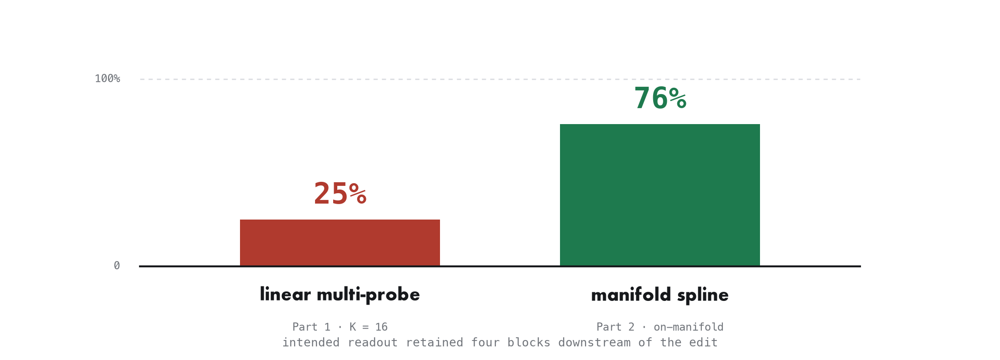 100%
76%
25%
0
linear multi-probe
manifold spline
Part 1 · K = 16
Part 2 · on–manifold
intended readout retained four blocks downstream of the edit